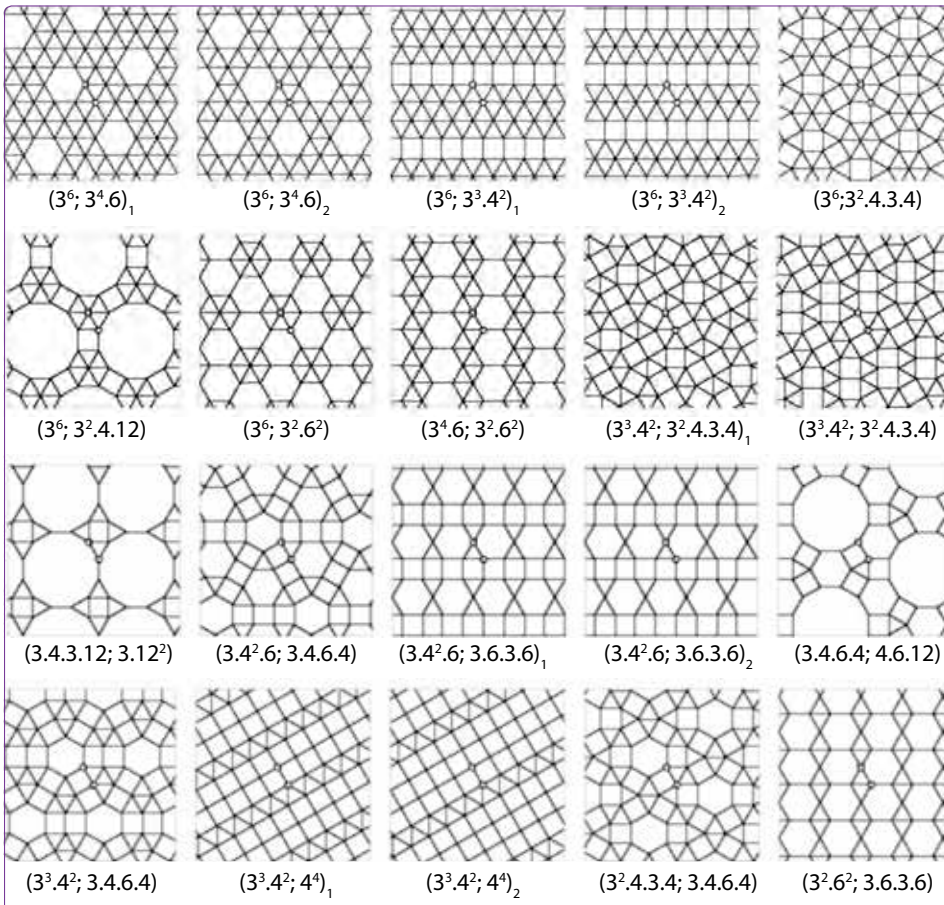 (3⁶; 3⁴.6)₁ (3⁶; 3⁴.6)₂ (3⁶; 3³.4²)₁ (3⁶; 3³.4²)₂ (3⁶;3².4.3.4)
(3⁶; 3².4.12) (3⁶; 3².6²) (3⁴.6; 3².6²) (3³.4²; 3².4.3.4)₁ (3³.4²; 3².4.3.4)
(3.4.3.12; 3.12²) (3.4².6; 3.4.6.4) (3.4².6; 3.6.3.6)₁ (3.4².6; 3.6.3.6)₂ (3.4.6.4; 4.6.12)
(3³.4²; 3.4.6.4) (3³.4²; 4⁴)₁ (3³.4²; 4⁴)₂ (3².4.3.4; 3.4.6.4) (3².6²; 3.6.3.6)